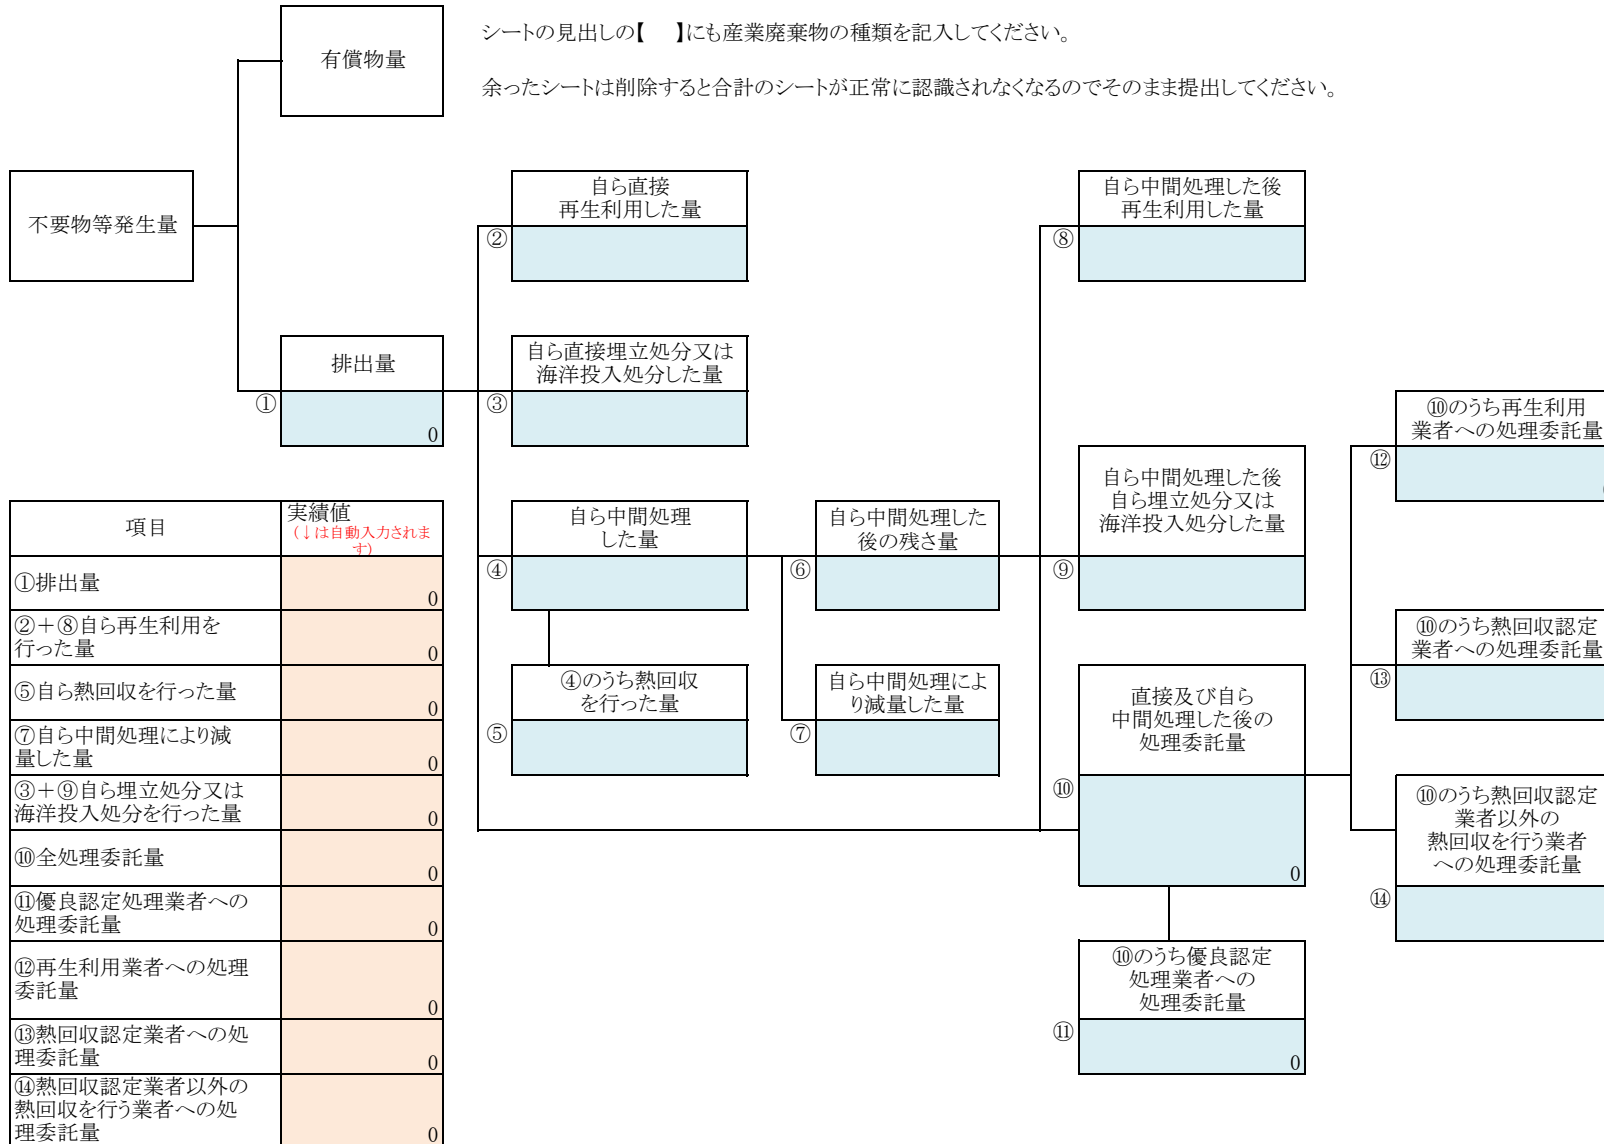 有償物量
シートの見出しの【　】にも産業廃棄物の種類を記入してください。
余ったシートは削除すると合計のシートが正常に認識されなくなるのでそのまま提出してください。
不要物等発生量
自ら直接
再生利用した量
②
自ら中間処理した後
再生利用した量
⑧
排出量
①
0
自ら直接埋立処分又は
海洋投入処分した量
③
⑩のうち再生利用
業者への処理委託量
⑫
自ら中間処理した後
自ら埋立処分又は
海洋投入処分した量
⑨
自ら中間処理
した量
④
自ら中間処理した
後の残さ量
⑥
⑩のうち熱回収認定
業者への処理委託量
⑬
④のうち熱回収
を行った量
⑤
自ら中間処理によ
り減量した量
⑦
直接及び自ら
中間処理した後の
処理委託量
⑩
0
⑩のうち熱回収認定
業者以外の
熱回収を行う業者
への処理委託量
⑭
⑩のうち優良認定
処理業者への
処理委託量
⑪
0
項目
実績値
（↓は自動入力されま
す）
①排出量
0
②＋⑧自ら再生利用を
行った量
0
⑤自ら熱回収を行った量
0
⑦自ら中間処理により減
量した量
0
③＋⑨自ら埋立処分又は
海洋投入処分を行った量
0
⑩全処理委託量
0
⑪優良認定処理業者への
処理委託量
0
⑫再生利用業者への処理
委託量
0
⑬熱回収認定業者への処
理委託量
0
⑭熱回収認定業者以外の
熱回収を行う業者への処
理委託量
0